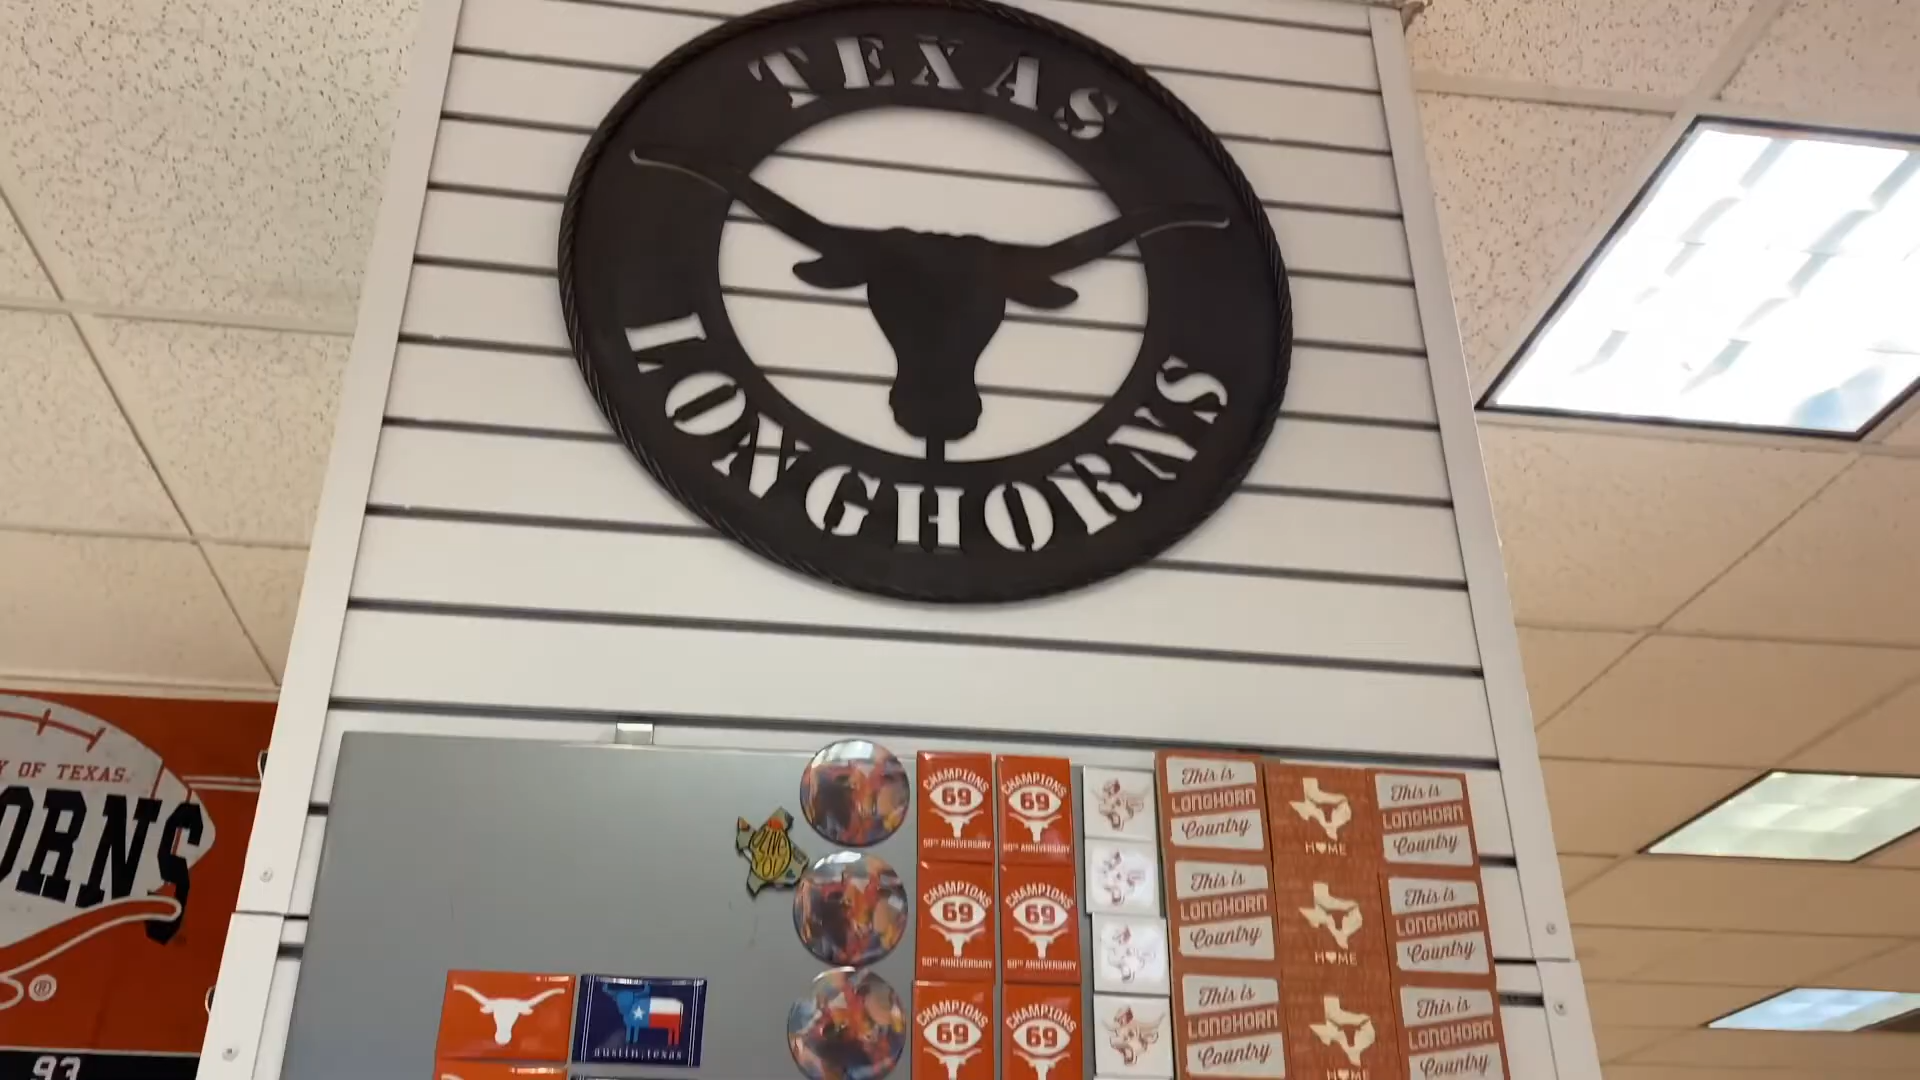 TEXAS
LONGHORNS
Y OF TEXAS.
ORNS
®
93
OLIVE
YOU
austin, texas
CHAMPIONS
69
50TH ANNIVERSARY
CHAMPIONS
69
50TH ANNIVERSARY
This is
LONGHORN
Country
HOME
This is
LONGHORN
Country
CHAMPIONS
69
50TH ANNIVERSARY
CHAMPIONS
69
50TH ANNIVERSARY
This is
LONGHORN
Country
HOME
This is
LONGHORN
Country
CHAMPIONS
69
CHAMPIONS
69
This is
LONGHORN
Country
HOME
This is
LONGHORN
Country